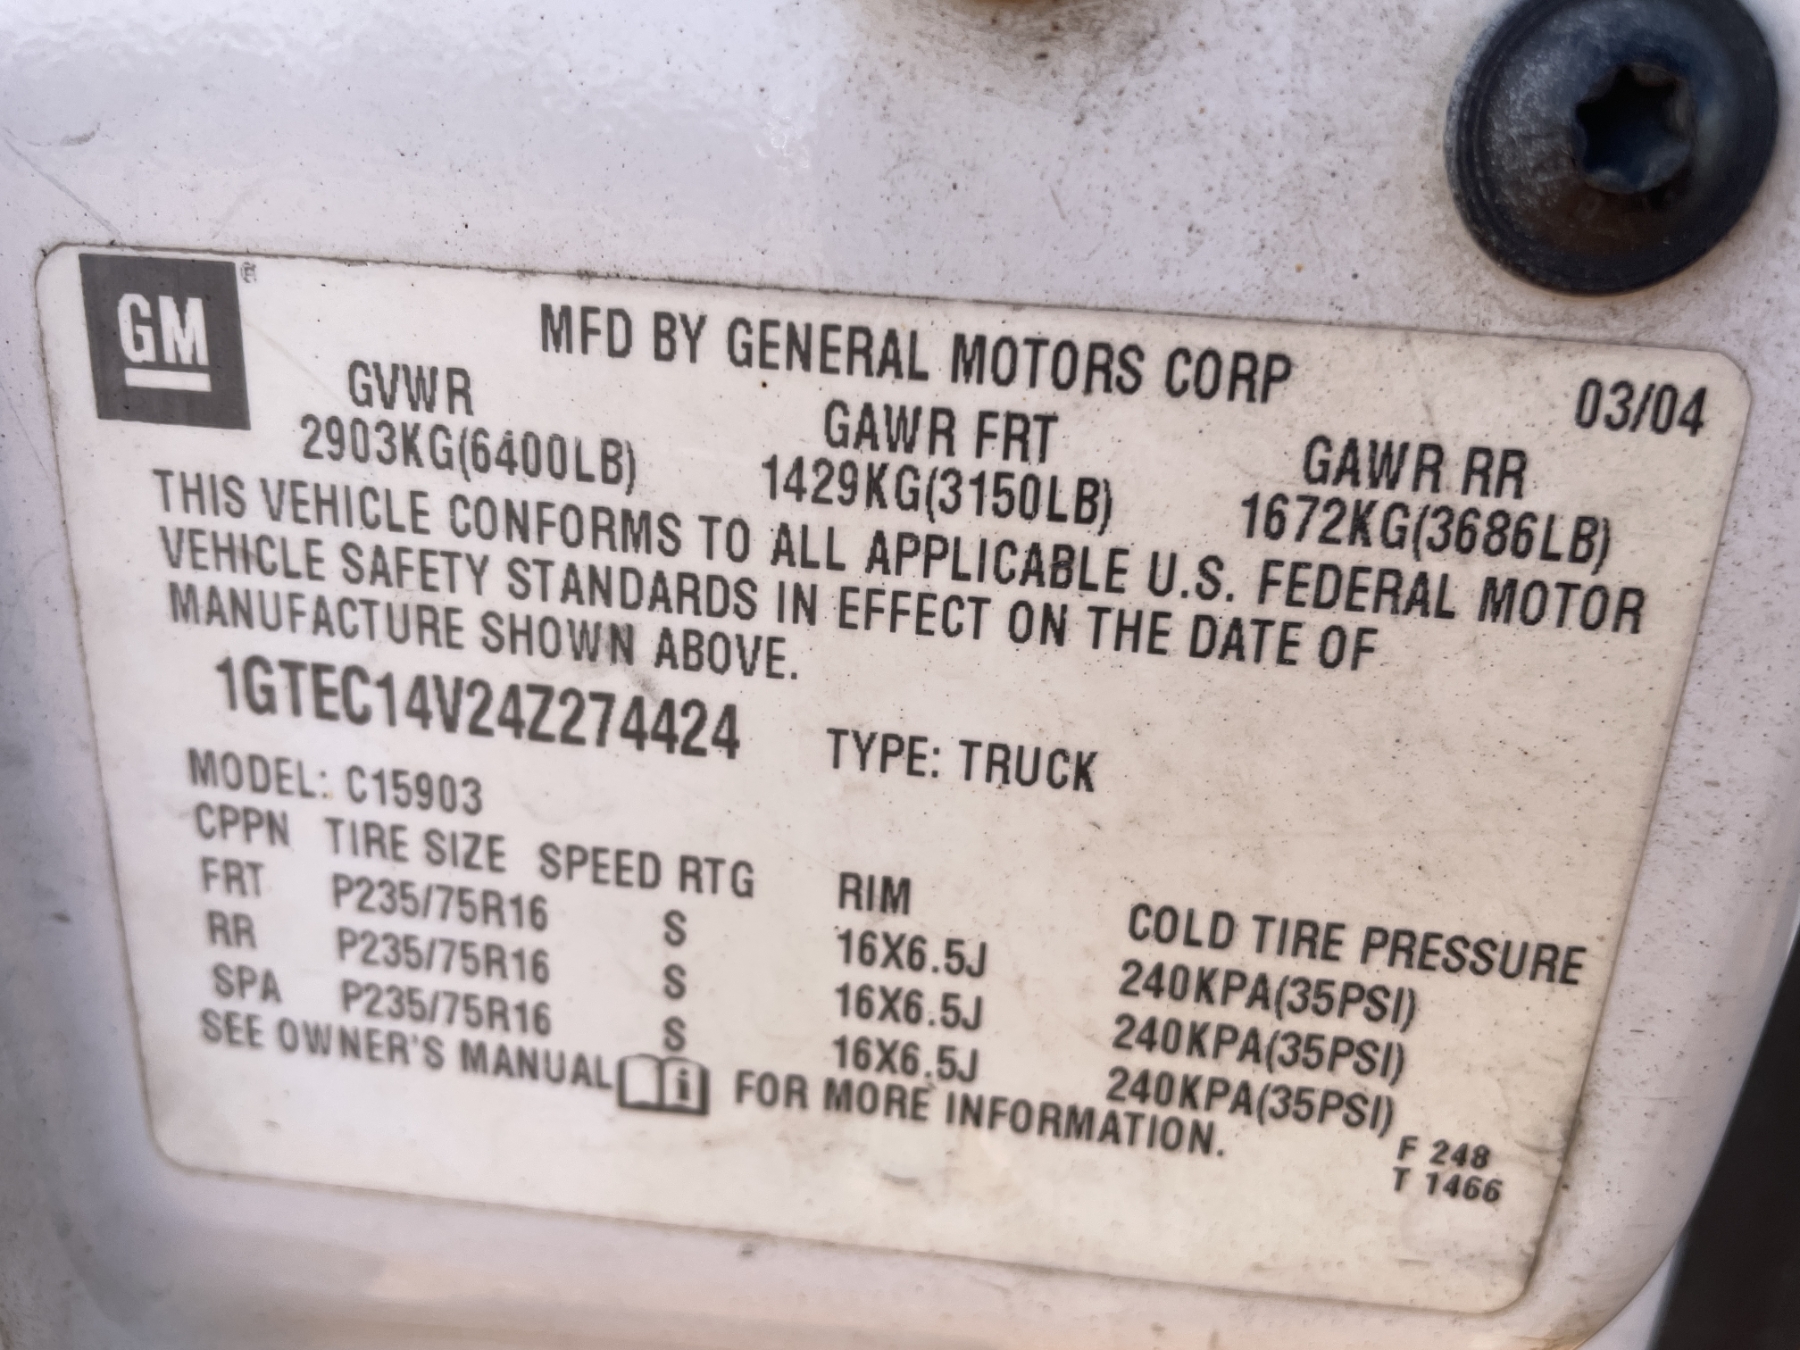 GM
MFD BY GENERAL MOTORS CORP 03/04
GVWR GAWR FRT GAWR RR
2903KG(6400LB) 1429KG(3150LB) 1672KG(3686LB)
THIS VEHICLE CONFORMS TO ALL APPLICABLE U.S. FEDERAL MOTOR
VEHICLE SAFETY STANDARDS IN EFFECT ON THE DATE OF
MANUFACTURE SHOWN ABOVE.
1GTEC14V24Z274424 TYPE: TRUCK
MODEL: C15903
CPPN TIRE SIZE SPEED RTG RIM COLD TIRE PRESSURE
FRT P235/75R16 S 16X6.5J 240KPA(35PSI)
RR P235/75R16 S 16X6.5J 240KPA(35PSI)
SPA P235/75R16 S 16X6.5J 240KPA(35PSI)
SEE OWNER'S MANUAL i FOR MORE INFORMATION.
F 248
T 1466